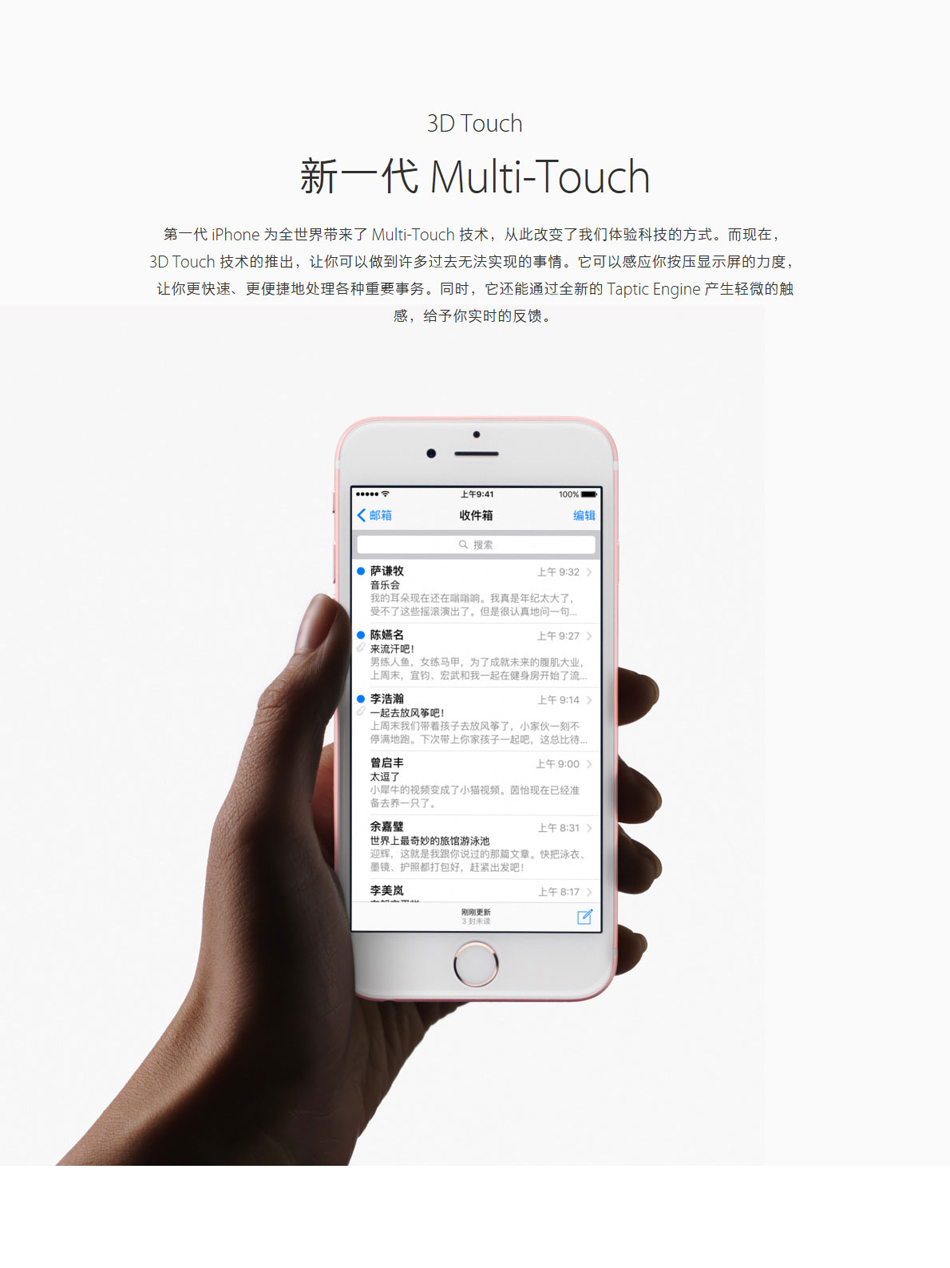 3D Touch
新一代 Multi-Touch
第一代 iPhone 为全世界带来了 Multi-Touch 技术，从此改变了我们体验科技的方式。而现在，
3D Touch 技术的推出，让你可以做到许多过去无法实现的事情。它可以感应你按压显示屏的力度，
让你更快速、更便捷地处理各种重要事务。同时，它还能通过全新的 Taptic Engine 产生轻微的触
感，给予你实时的反馈。
上午9:41 100%
邮箱 收件箱 编辑
搜索
萨谦牧 上午 9:32
音乐会
我的耳朵现在还在嗡嗡响。我真是年纪太大了，
受不了这些摇滚演出了。但是很认真地问一句...
陈嬿名 上午 9:27
来流汗吧！
男练人鱼，女练马甲，为了成就未来的腹肌大业，
上周末，宜钧、宏武和我一起在健身房开始了流...
李浩瀚 上午 9:14
一起去放风筝吧！
上周末我们带着孩子去放风筝了，小家伙一刻不
停满地跑。下次带上你家孩子一起吧，这总比待...
曾启丰 上午 9:00
太逗了
小犀牛的视频变成了小猫视频。茵怡现在已经准
备去养一只了。
余嘉璧 上午 8:31
世界上最奇妙的旅馆游泳池
迎辉，这就是我跟你说过的那篇文章。快把泳衣、
墨镜、护照都打包好，赶紧出发吧！
李美岚 上午 8:17
刚刚更新
3 封未读